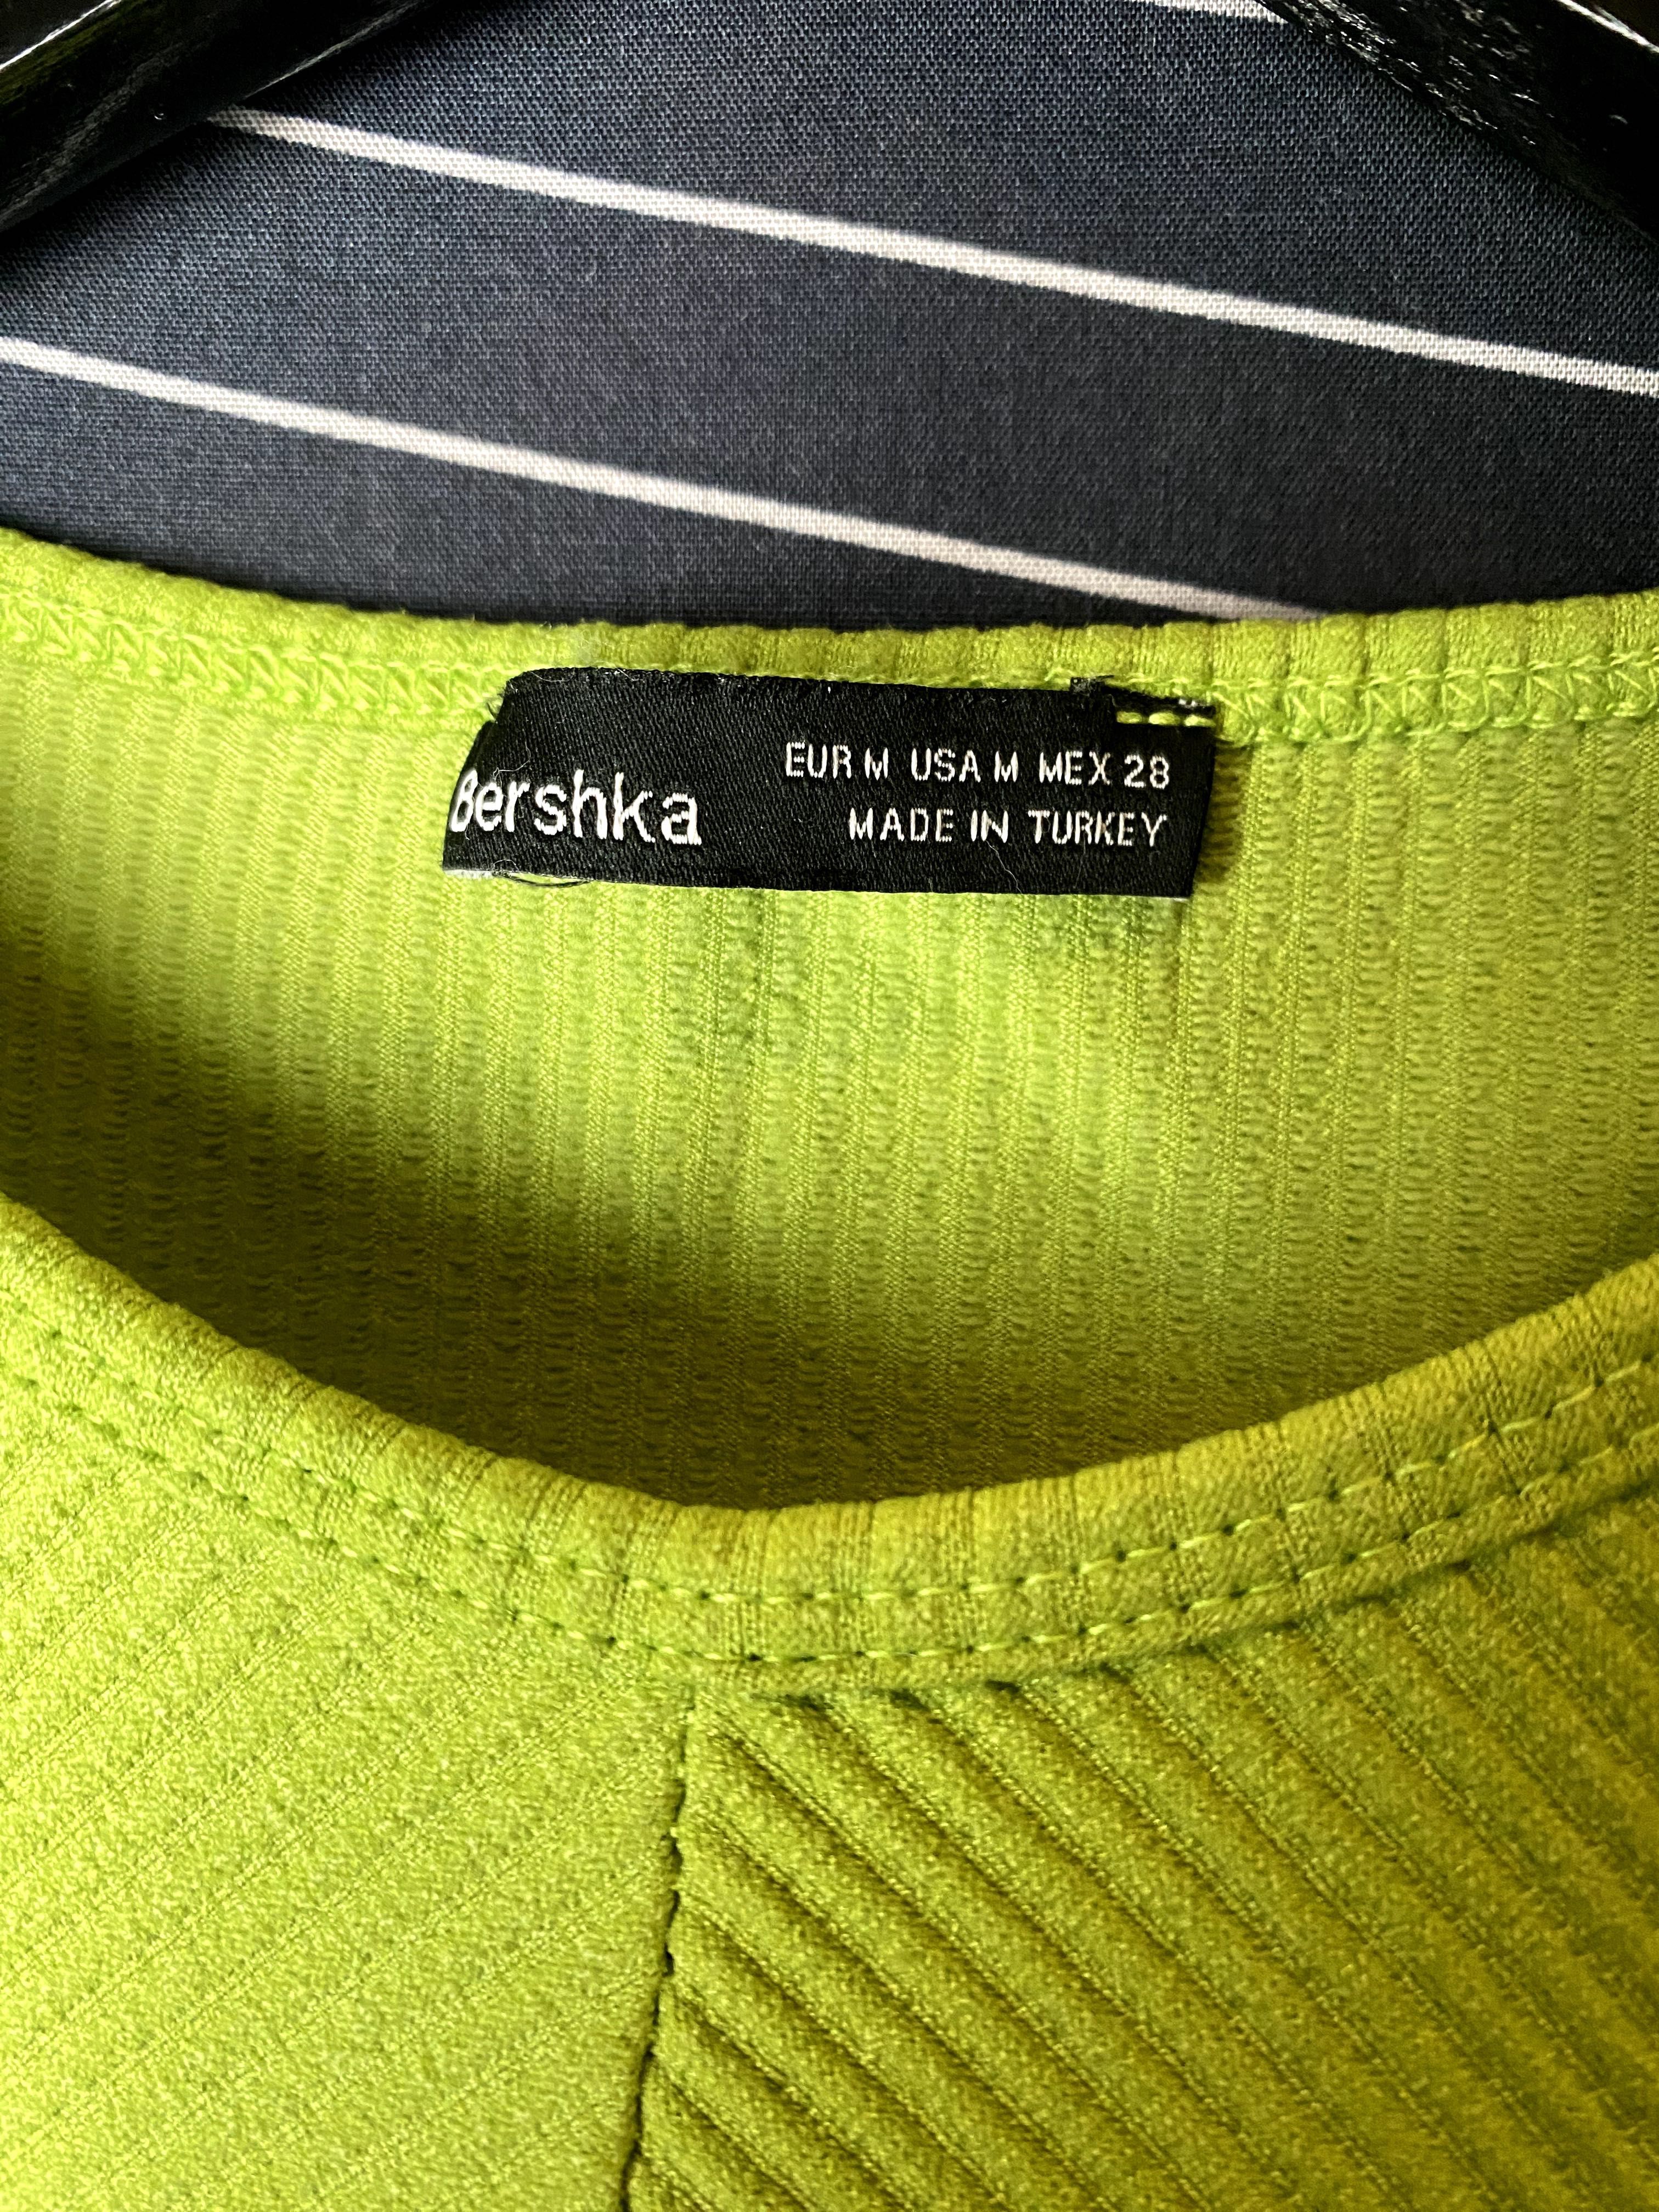 Bershka
EUR M USA M MEX 28
MADE IN TURKEY